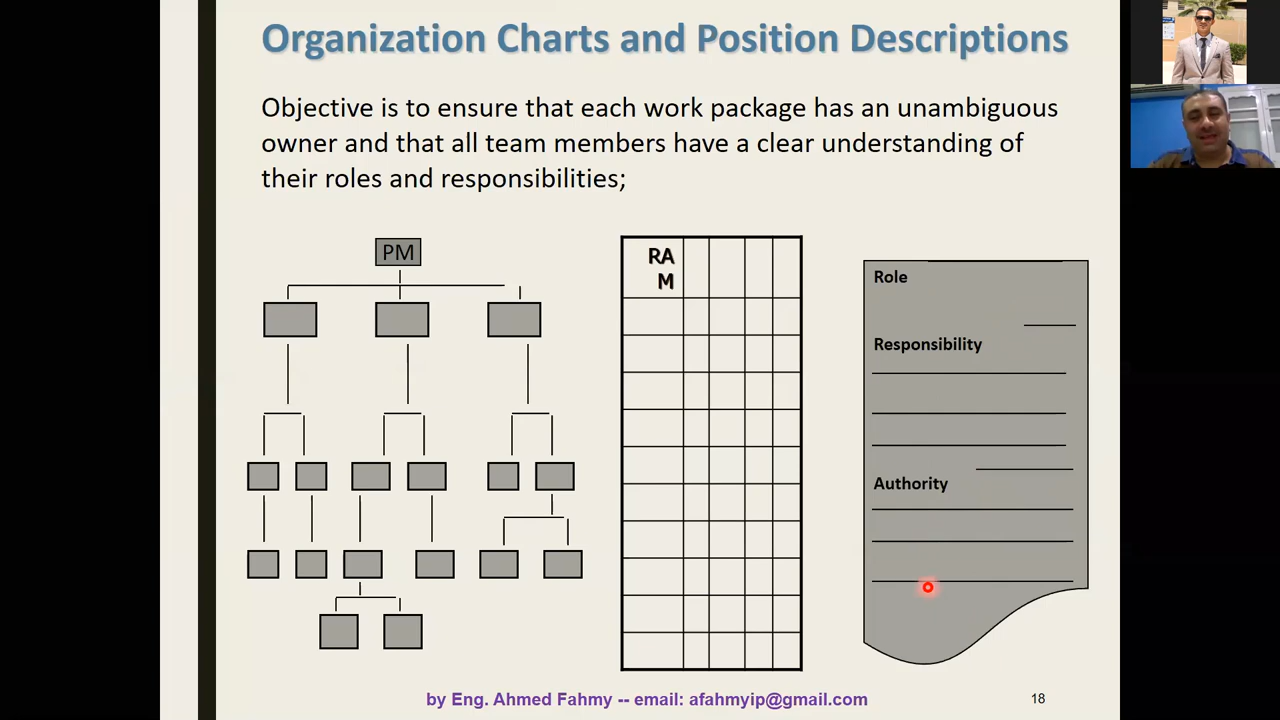 Organization Charts and Position Descriptions
Objective is to ensure that each work package has an unambiguous
owner and that all team members have a clear understanding of
their roles and responsibilities;
PM
RA
M
Role
Responsibility
Authority
by Eng. Ahmed Fahmy -- email: afahmyip@gmail.com
18